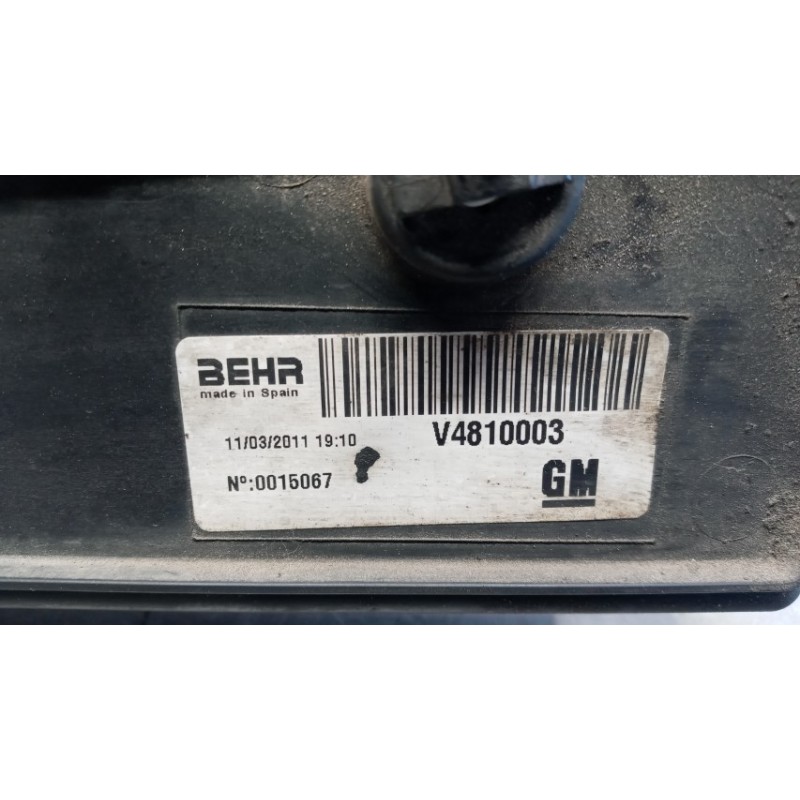 BEHR
made in Spain
11/03/2011 19:10
V4810003
Nº:0015067
GM